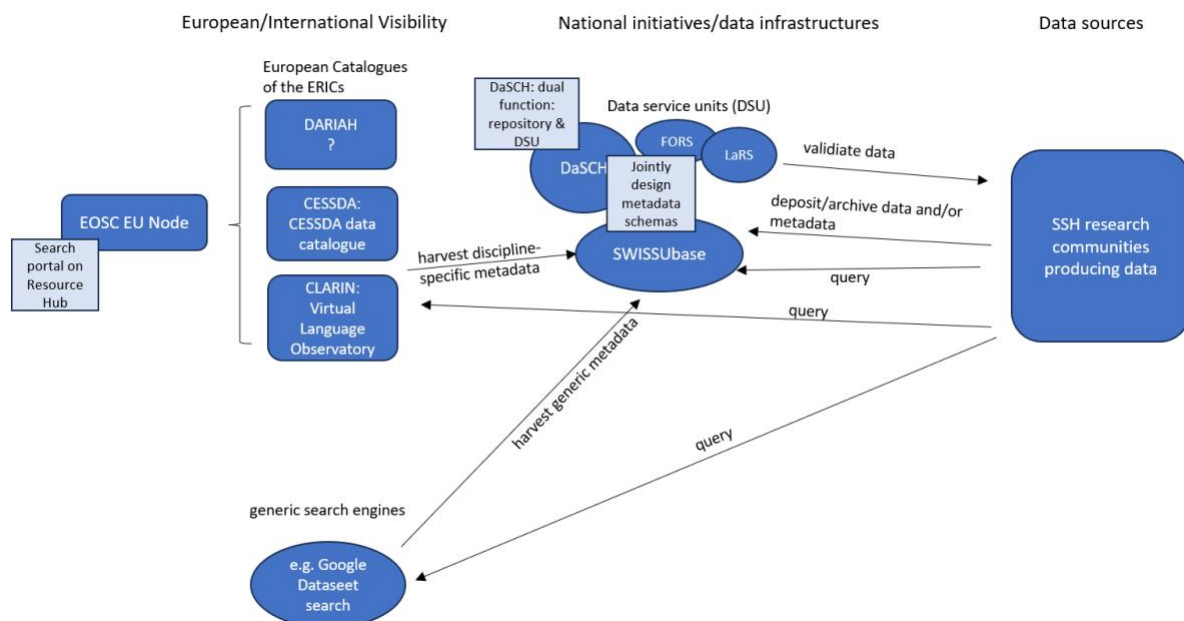 European/International Visibility
National initiatives/data infrastructures
Data sources
European Catalogues
of the ERICs
DARIAH
?
CESSDA:
CESSDA data
catalogue
CLARIN:
Virtual
Language
Observatory
EOSC EU Node
Search
portal on
Resource
Hub
DaSCH: dual
function:
repository &
DSU
Data service units (DSU)
DaSCH
FORS
LaRS
Jointly
design
metadata
schemas
SWISSUbase
validiate data
deposit/archive data and/or
metadata
query
query
SSH research
communities
producing data
harvest discipline-
specific metadata
harvest generic metadata
query
generic search engines
e.g. Google
Dataseet
search